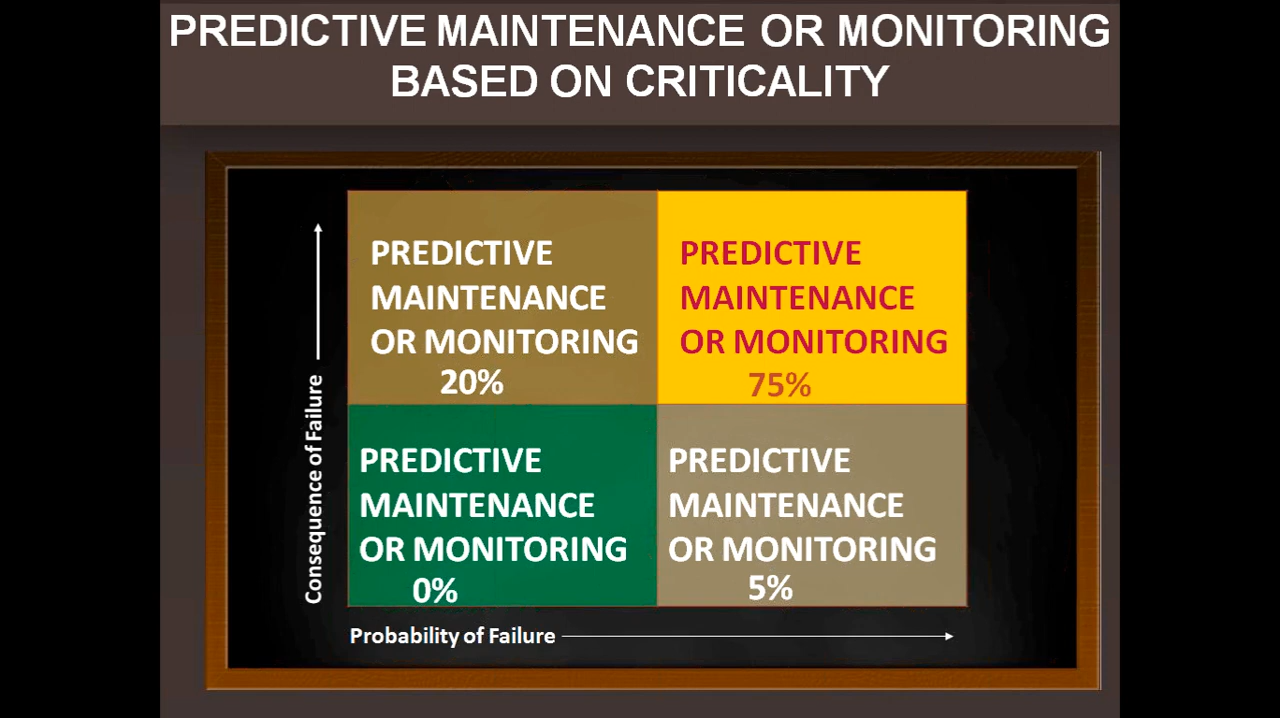 PREDICTIVE MAINTENANCE OR MONITORING
BASED ON CRITICALITY
PREDICTIVE
MAINTENANCE
OR MONITORING
20%
PREDICTIVE
MAINTENANCE
OR MONITORING
75%
Consequence of Failure
PREDICTIVE
MAINTENANCE
OR MONITORING
0%
PREDICTIVE
MAINTENANCE
OR MONITORING
5%
Probability of Failure